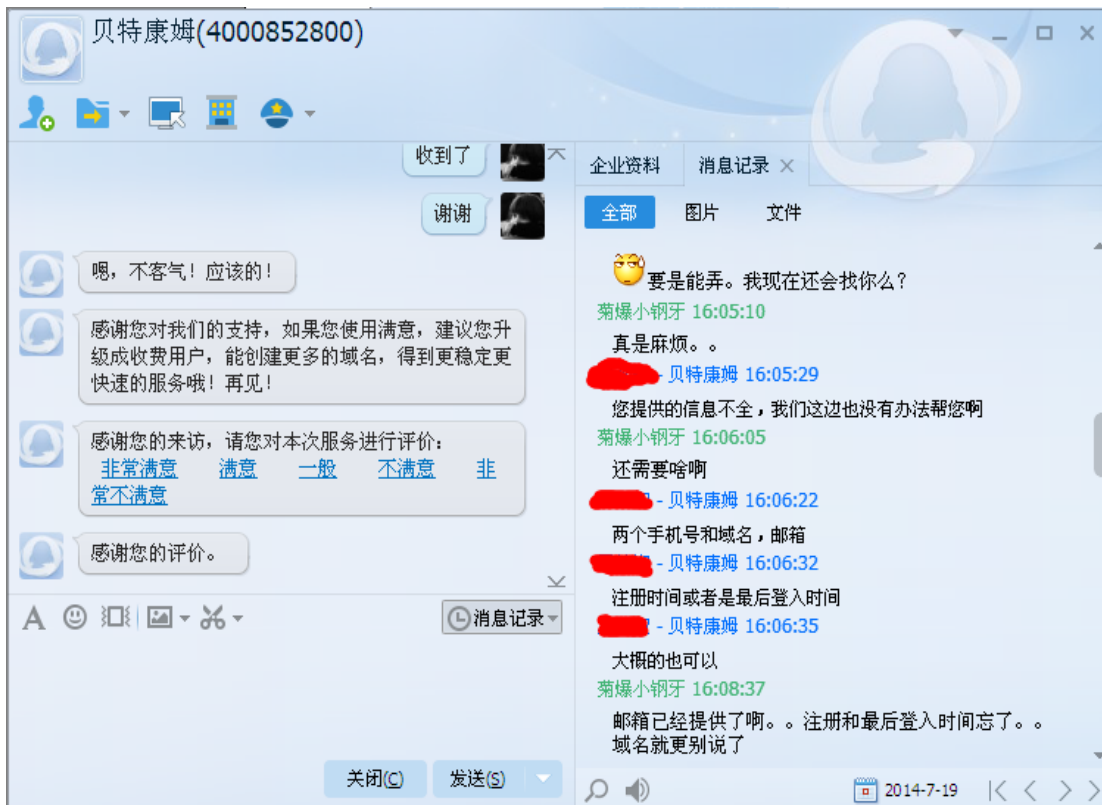 贝特康姆(4000852800)
收到了
谢谢
嗯，不客气！应该的！
感谢您对我们的支持，如果您使用满意，建议您升
级成收费用户，能创建更多的域名，得到更稳定更
快速的服务哦！再见！
感谢您的来访，请您对本次服务进行评价：
非常满意 满意 一般 不满意 非
常不满意
感谢您的评价。
消息记录
关闭(C) 发送(S)
企业资料 消息记录
全部 图片 文件
要是能弄。我现在还会找你么？
菊爆小钢牙 16:05:10
真是麻烦。。
- 贝特康姆 16:05:29
您提供的信息不全，我们这边也没有办法帮您啊
菊爆小钢牙 16:06:05
还需要啥啊
- 贝特康姆 16:06:22
两个手机号和域名，邮箱
- 贝特康姆 16:06:32
注册时间或者是最后登入时间
- 贝特康姆 16:06:35
大概的也可以
菊爆小钢牙 16:08:37
邮箱已经提供了啊。。注册和最后登入时间忘了。。
域名就更别说了
2014-7-19